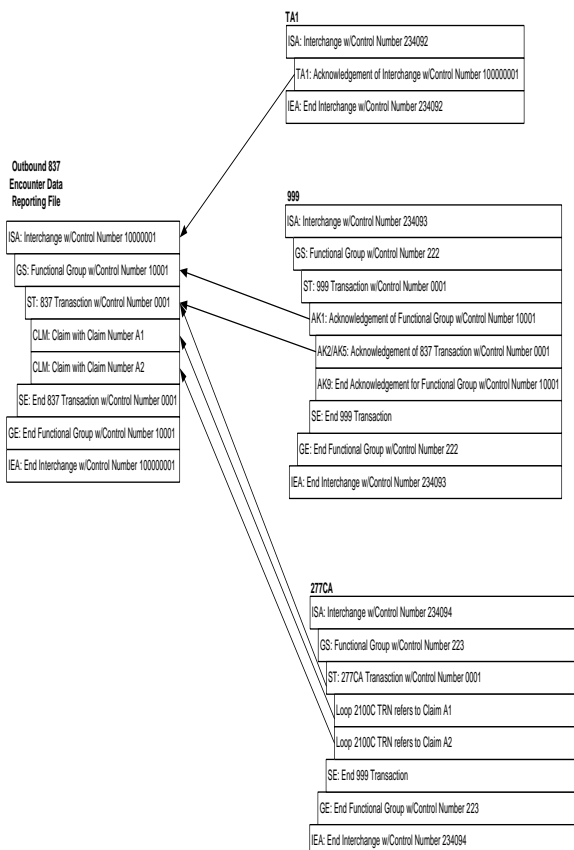 TA1
ISA: Interchange w/Control Number 234092
TA1: Acknowledgement of Interchange w/Control Number 100000001
IEA: End Interchange w/Control Number 234092
Outbound 837
Encounter Data
Reporting File
ISA: Interchange w/Control Number 10000001
GS: Functional Group w/Control Number 10001
ST: 837 Tranasction w/Control Number 0001
CLM: Claim with Claim Number A1
CLM: Claim with Claim Number A2
SE: End 837 Transaction w/Control Number 0001
GE: End Functional Group w/Control Number 10001
IEA: End Interchange w/Control Number 100000001
999
ISA: Interchange w/Control Number 234093
GS: Functional Group w/Control Number 222
ST: 999 Transaction w/Control Number 0001
AK1: Acknowledgement of Functional Group w/Control Number 10001
AK2/AK5: Acknowledgement of 837 Transaction w/Control Number 0001
AK9: End Acknowledgement for Functional Group w/Control Number 10001
SE: End 999 Transaction
GE: End Functional Group w/Control Number 222
IEA: End Interchange w/Control Number 234093
277CA
ISA: Interchange w/Control Number 234094
GS: Functional Group w/Control Number 223
ST: 277CA Tranasction w/Control Number 0001
Loop 2100C TRN refers to Claim A1
Loop 2100C TRN refers to Claim A2
SE: End 999 Transaction
GE: End Functional Group w/Control Number 223
IEA: End Interchange w/Control Number 234094